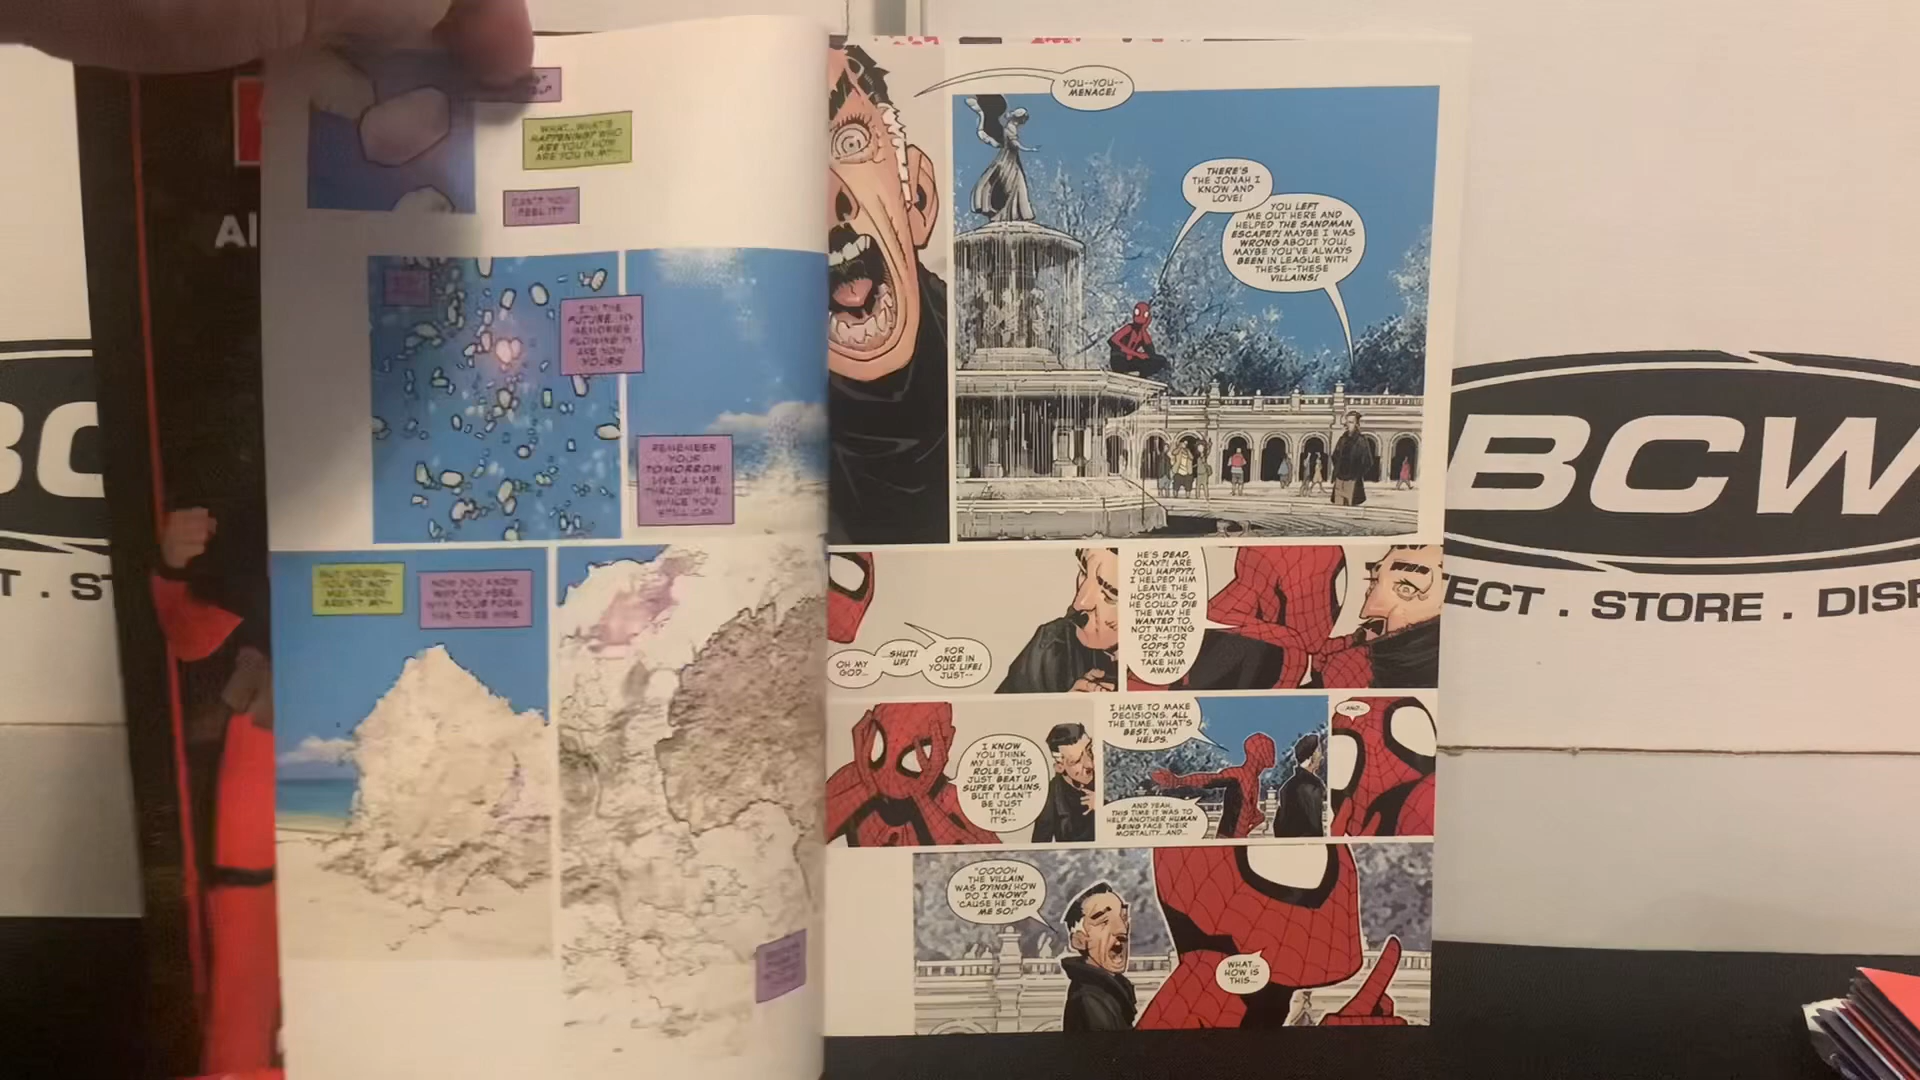 WHAT...WHAT'S
HAPPENING? WHO
ARE YOU? HOW
ARE YOU IN MY--
CAN'T YOU
FEEL IT?
I'M THE
FUTURE. MY
MEMORIES
FLOWING IN
ARE NOW
YOURS
REMEMBER
YOUR
TOMORROW
LIVE A LIFE
THROUGH ME
WHILE YOU
STILL CAN
BUT YOU'RE--
YOU'RE NOT
ME! THESE
AREN'T MY--
NOW YOU KNOW
WHY I'M HERE...
WHY YOUR FORM
HAS TO BE MINE
YOU--YOU--
MENACE!
THERE'S
THE JONAH I
KNOW AND
LOVE!
YOU LEFT
ME OUT HERE AND
HELPED THE SANDMAN
ESCAPE?! MAYBE I WAS
WRONG ABOUT YOU!
MAYBE YOU'VE ALWAYS
BEEN IN LEAGUE WITH
THESE--THESE
VILLAINS!
OH MY
GOD...
...SHUT!
UP!
FOR
ONCE IN
YOUR LIFE!
JUST--
HE'S DEAD,
OKAY?! ARE
YOU HAPPY?!
I HELPED HIM
LEAVE THE
HOSPITAL SO
HE COULD DIE
THE WAY HE
WANTED TO,
NOT WAITING
FOR--FOR
COPS TO
TRY AND
TAKE HIM
AWAY!
I KNOW
YOU THINK
MY LIFE, THIS
ROLE, IS TO
JUST BEAT UP
SUPER VILLAINS,
BUT IT CAN'T
BE JUST
THAT.
IT'S--
I HAVE TO MAKE
DECISIONS. ALL
THE TIME. WHAT'S
BEST, WHAT
HELPS.
AND YEAH,
THIS TIME IT WAS TO
HELP ANOTHER HUMAN
BEING FACE THEIR
MORTALITY...AND...
...AND...
"OOOOH
THE VILLAIN
WAS DYING! HOW
DO I KNOW?
'CAUSE HE TOLD
ME SO!"
WHAT...
HOW IS
THIS...
Al
BC
T . ST
BCW
TECT . STORE . DISP